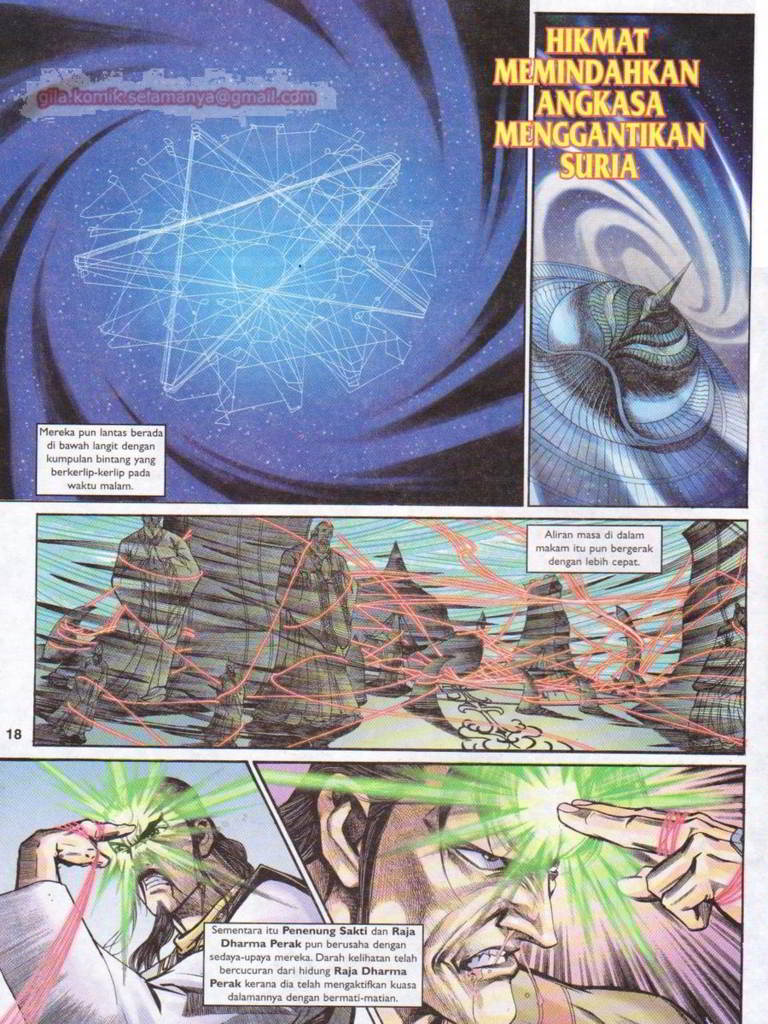 HIKMAT
MEMINDAHKAN
ANGKASA
MENGGANTIKAN
SURIA
gila.komik.selamanya@gmail.com
Mereka pun lantas berada
di bawah langit dengan
kumpulan bintang yang
berkerlip-kerlip pada
waktu malam.
Aliran masa di dalam
makam itu pun bergerak
dengan lebih cepat.
18
Sementara itu Penenung Sakti dan Raja
Dharma Perak pun berusaha dengan
sedaya-upaya mereka. Darah kelihatan telah
bercucuran dari hidung Raja Dharma
Perak kerana dia telah mengaktifkan kuasa
dalamannya dengan bermati-matian.